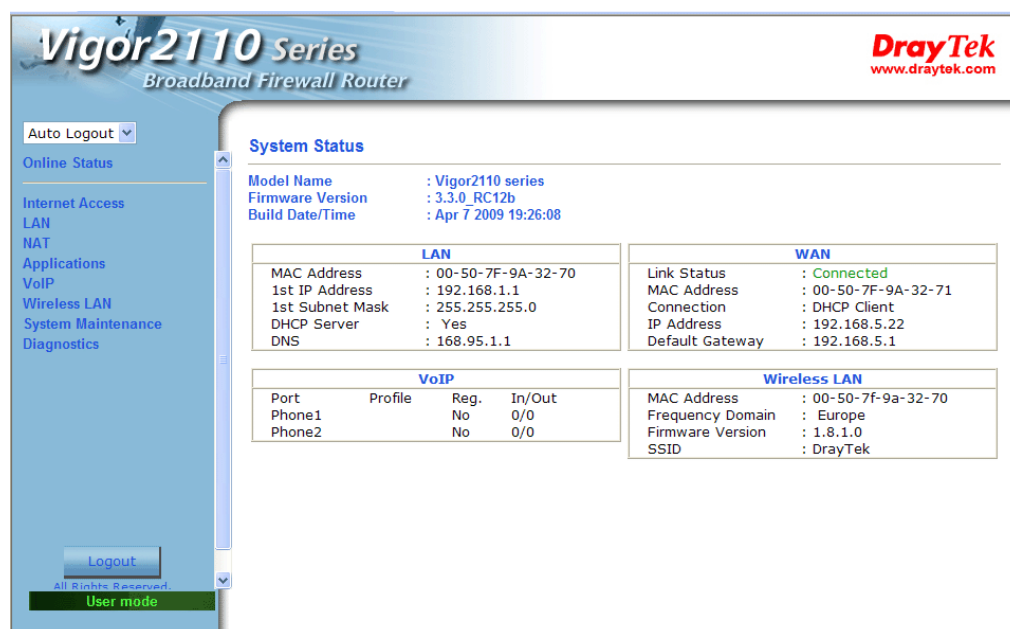 Vigor2110 Series
Broadband Firewall Router
DrayTek
www.draytek.com
Auto Logout
Online Status
Internet Access
LAN
NAT
Applications
VoIP
Wireless LAN
System Maintenance
Diagnostics
Logout
All Rights Reserved.
User mode
System Status
Model Name : Vigor2110 series
Firmware Version : 3.3.0_RC12b
Build Date/Time : Apr 7 2009 19:26:08
LAN
MAC Address : 00-50-7F-9A-32-70
1st IP Address : 192.168.1.1
1st Subnet Mask : 255.255.255.0
DHCP Server : Yes
DNS : 168.95.1.1
WAN
Link Status : Connected
MAC Address : 00-50-7F-9A-32-71
Connection : DHCP Client
IP Address : 192.168.5.22
Default Gateway : 192.168.5.1
VoIP
Port Profile Reg. In/Out
Phone1 No 0/0
Phone2 No 0/0
Wireless LAN
MAC Address : 00-50-7f-9a-32-70
Frequency Domain : Europe
Firmware Version : 1.8.1.0
SSID : DrayTek